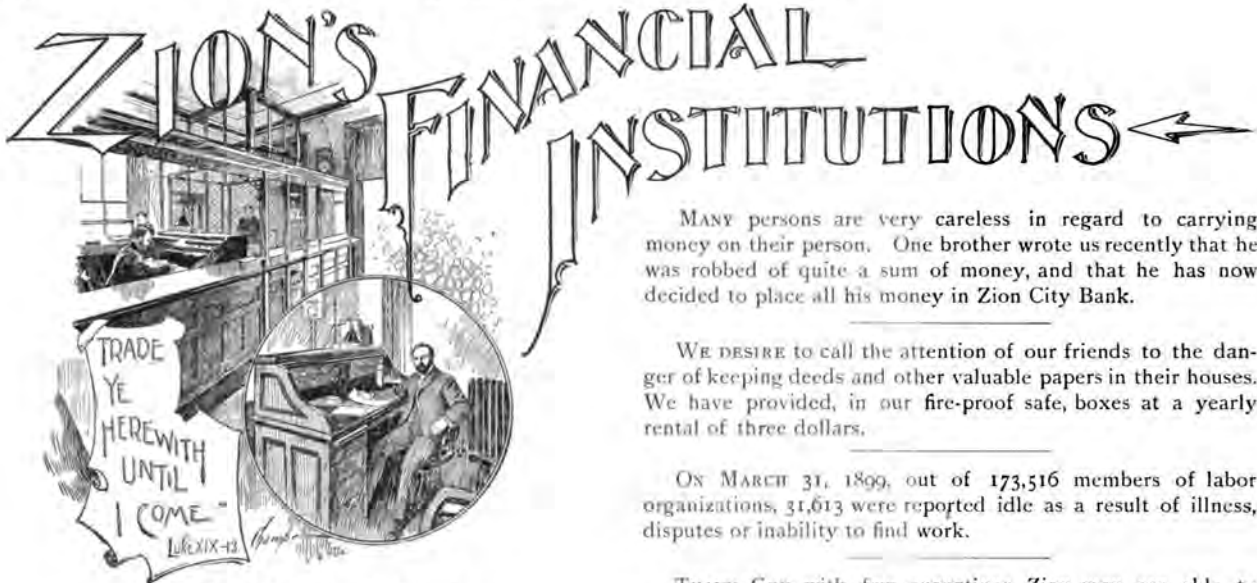 ZION'S
FINANCIAL
INSTITUTIONS
TRADE
YE
HEREWITH
UNTIL
I COME"
LUKE XIX-13
MANY persons are very careless in regard to carrying
money on their person. One brother wrote us recently that he
was robbed of quite a sum of money, and that he has now
decided to place all his money in Zion City Bank.
WE DESIRE to call the attention of our friends to the dan-
ger of keeping deeds and other valuable papers in their houses.
We have provided, in our fire-proof safe, boxes at a yearly
rental of three dollars.
ON MARCH 31, 1899, out of 173,516 members of labor
organizations, 31,613 were reported idle as a result of illness,
disputes or inability to find work.